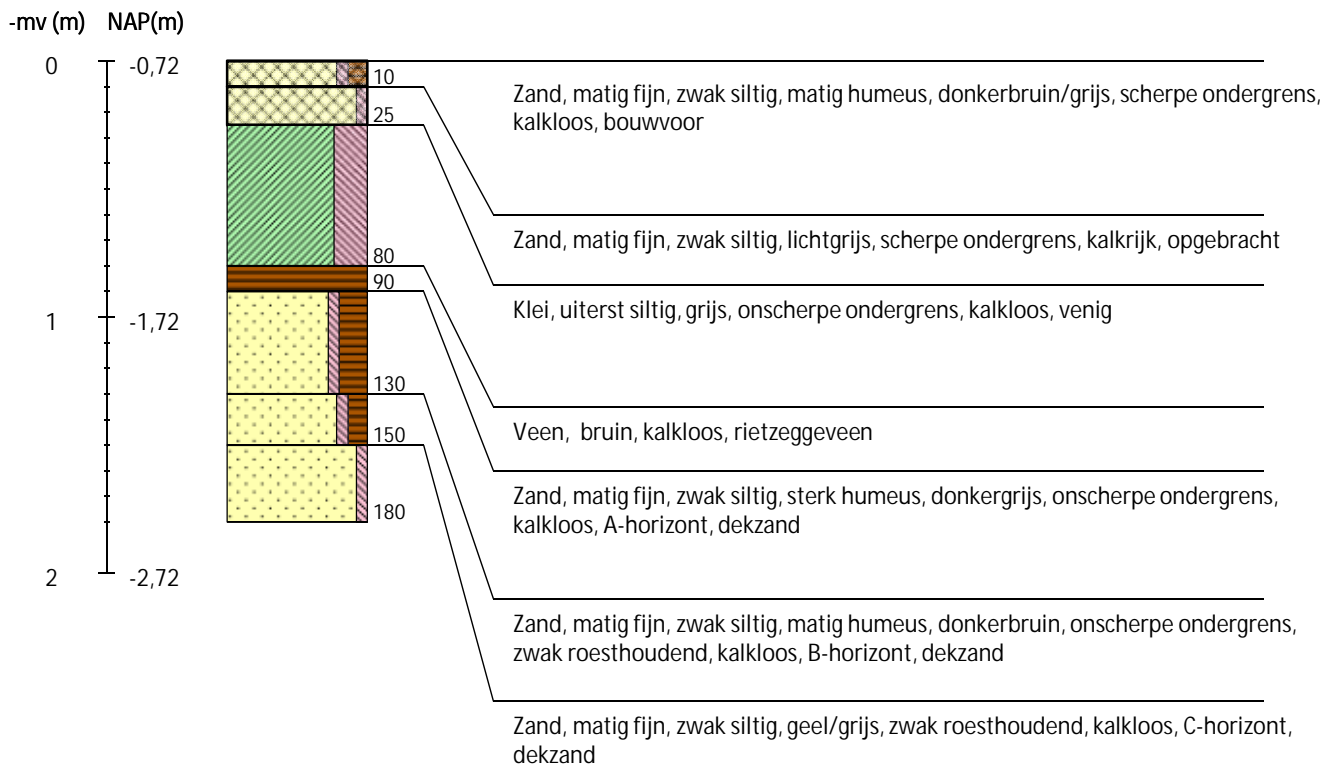 -mv (m) NAP(m)
0 -0,72
10
Zand, matig fijn, zwak siltig, matig humeus, donkerbruin/grijs, scherpe ondergrens,
kalkloos, bouwvoor
25
Zand, matig fijn, zwak siltig, lichtgrijs, scherpe ondergrens, kalkrijk, opgebracht
80
90
Klei, uiterst siltig, grijs, onscherpe ondergrens, kalkloos, venig
1 -1,72
130
150
Veen, bruin, kalkloos, rietzeggeveen
Zand, matig fijn, zwak siltig, sterk humeus, donkergrijs, onscherpe ondergrens,
kalkloos, A-horizont, dekzand
180
2 -2,72
Zand, matig fijn, zwak siltig, matig humeus, donkerbruin, onscherpe ondergrens,
zwak roesthoudend, kalkloos, B-horizont, dekzand
Zand, matig fijn, zwak siltig, geel/grijs, zwak roesthoudend, kalkloos, C-horizont,
dekzand